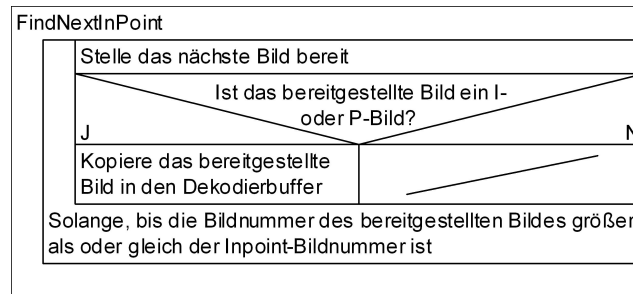 FindNextInPoint
Stelle das nächste Bild bereit
Ist das bereitgestellte Bild ein I-
oder P-Bild?
J
N
Kopiere das bereitgestellte
Bild in den Dekodierbuffer
Solange, bis die Bildnummer des bereitgestellten Bildes größer
als oder gleich der Inpoint-Bildnummer ist